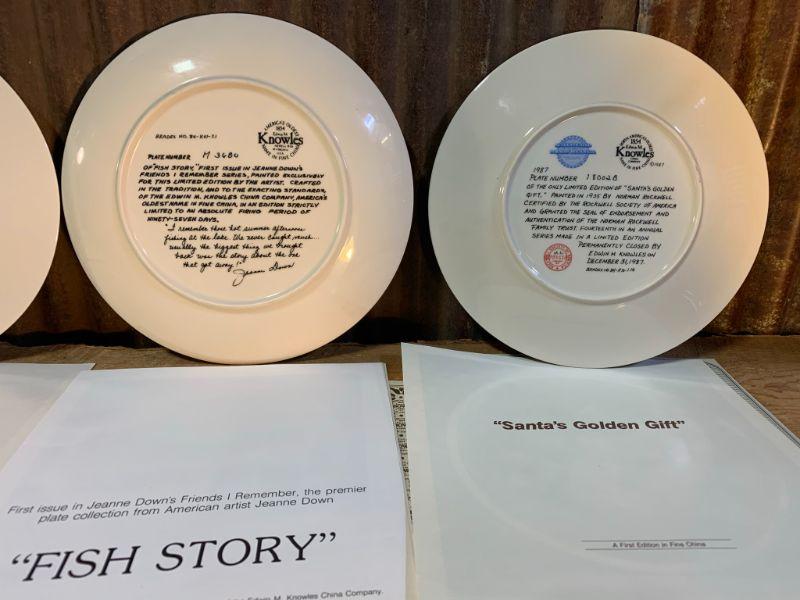 BRADEX NO. 84-K41-2.1
AMERICA'S OLDEST
1854
Edwin M.
Knowles
MADE IN FINE CHINA
PLATE NUMBER M 3680
OF "FISH STORY," FIRST ISSUE IN JEANNE DOWN'S
FRIENDS I REMEMBER SERIES, PAINTED EXCLUSIVELY
FOR THIS LIMITED EDITION BY THE ARTIST. CRAFTED
IN THE TRADITION, AND TO THE EXACTING STANDARDS,
OF THE EDWIN M. KNOWLES CHINA COMPANY, AMERICA'S
OLDEST NAME IN FINE CHINA, IN AN EDITION STRICTLY
LIMITED TO AN ABSOLUTE FIRING PERIOD OF
NINETY-SEVEN DAYS.
"I remember those hot summer afternoons
fishing at the lake. We never caught much...
usually the biggest thing we brought
back was the story about the one
that got away!"
Jeanne Down
1854
Edwin M.
Knowles
©1987
1987
PLATE NUMBER 18004B
OF THE ONLY LIMITED EDITION OF "SANTA'S GOLDEN
GIFT," PAINTED IN 1935 BY NORMAN ROCKWELL
CERTIFIED BY THE ROCKWELL SOCIETY OF AMERICA
AND GRANTED THE SEAL OF ENDORSEMENT AND
AUTHENTICATION OF THE NORMAN ROCKWELL
FAMILY TRUST. FOURTEENTH IN AN ANNUAL
SERIES MADE IN A LIMITED EDITION
PERMANENTLY CLOSED BY
EDWIN M. KNOWLES ON
DECEMBER 31, 1987.
First issue in Jeanne Down's Friends I Remember, the premier
plate collection from American artist Jeanne Down
"FISH STORY"
Edwin M. Knowles China Company.
"Santa's Golden Gift"
A First Edition in Fine China